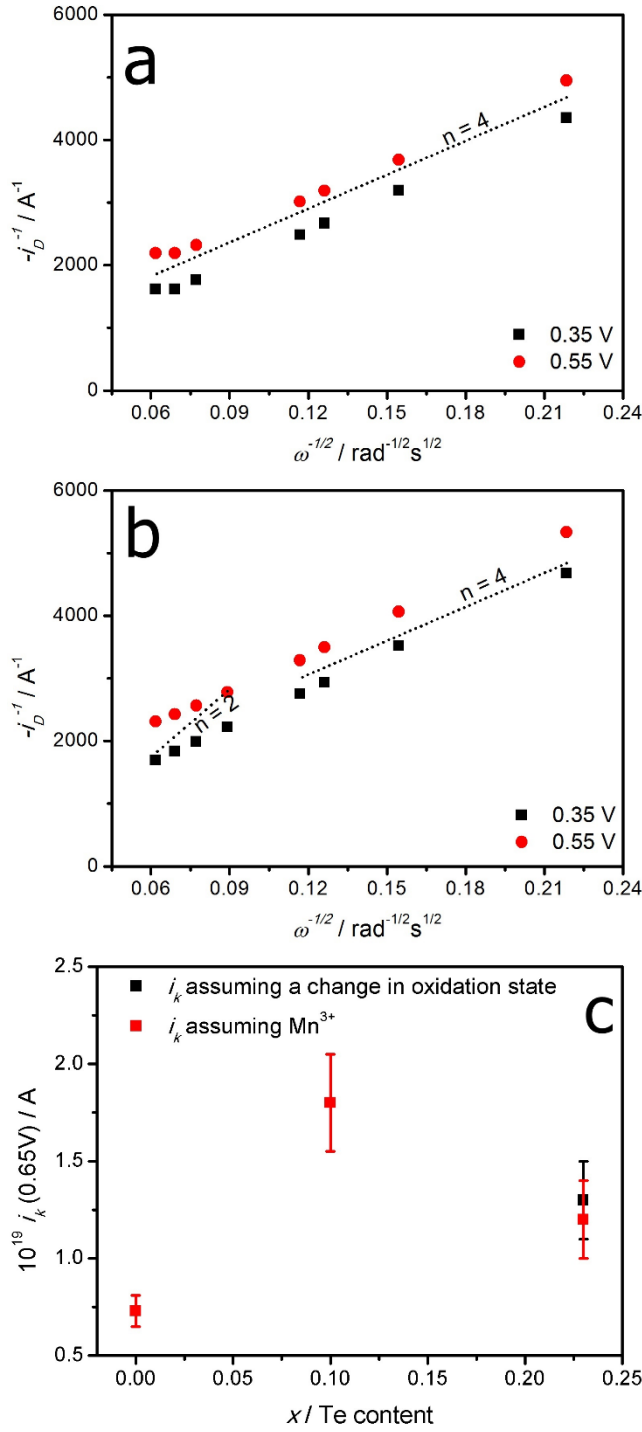 a
6000
4000
2000
0
-i_D^-1 / A^-1
n = 4
0.35 V
0.55 V
0.06 0.09 0.12 0.15 0.18 0.21 0.24
ω^-1/2 / rad^-1/2s^1/2
b
6000
4000
2000
0
-i_D^-1 / A^-1
n = 4
n = 2
0.35 V
0.55 V
0.06 0.09 0.12 0.15 0.18 0.21 0.24
ω^-1/2 / rad^-1/2s^1/2
c
i_k assuming a change in oxidation state
i_k assuming Mn^3+
2.5
2.0
1.5
1.0
0.5
10^19 i_k (0.65V) / A
0.00 0.05 0.10 0.15 0.20 0.25
x / Te content